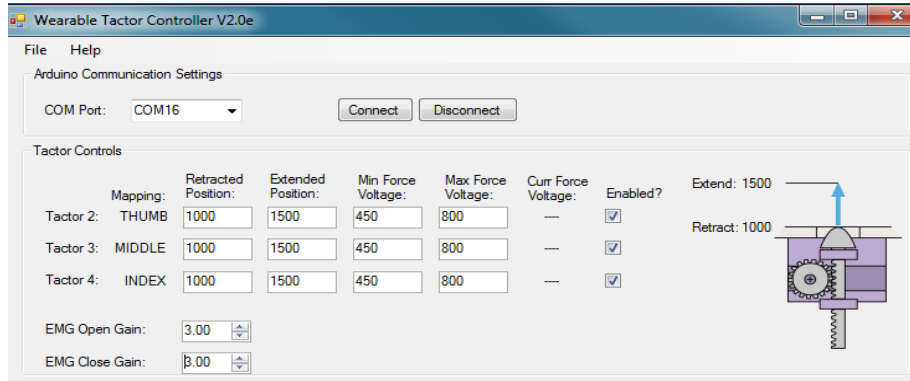 Wearable Tactor Controller V2.0e
File Help
Arduino Communication Settings
COM Port: COM16 Connect Disconnect
Tactor Controls
Mapping: Retracted Position: Extended Position: Min Force Voltage: Max Force Voltage: Curr Force Voltage: Enabled?
Tactor 2: THUMB 1000 1500 450 800 ----
Tactor 3: MIDDLE 1000 1500 450 800 ----
Tactor 4: INDEX 1000 1500 450 800 ----
Extend: 1500
Retract: 1000
EMG Open Gain: 3.00
EMG Close Gain: 3.00